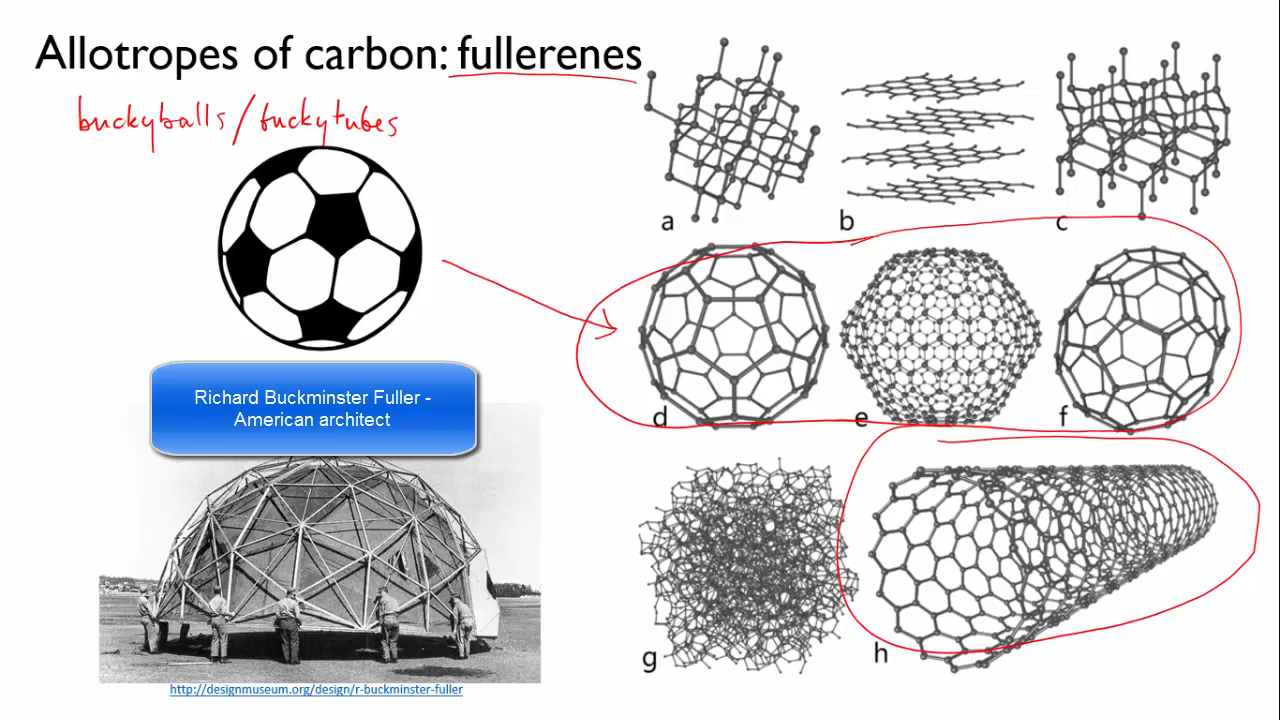 Allotropes of carbon: fullerenes
buckyballs/buckytubes
Richard Buckminster Fuller -
American architect
http://designmuseum.org/design/r-buckminster-fuller
a
b
c
d
e
f
g
h